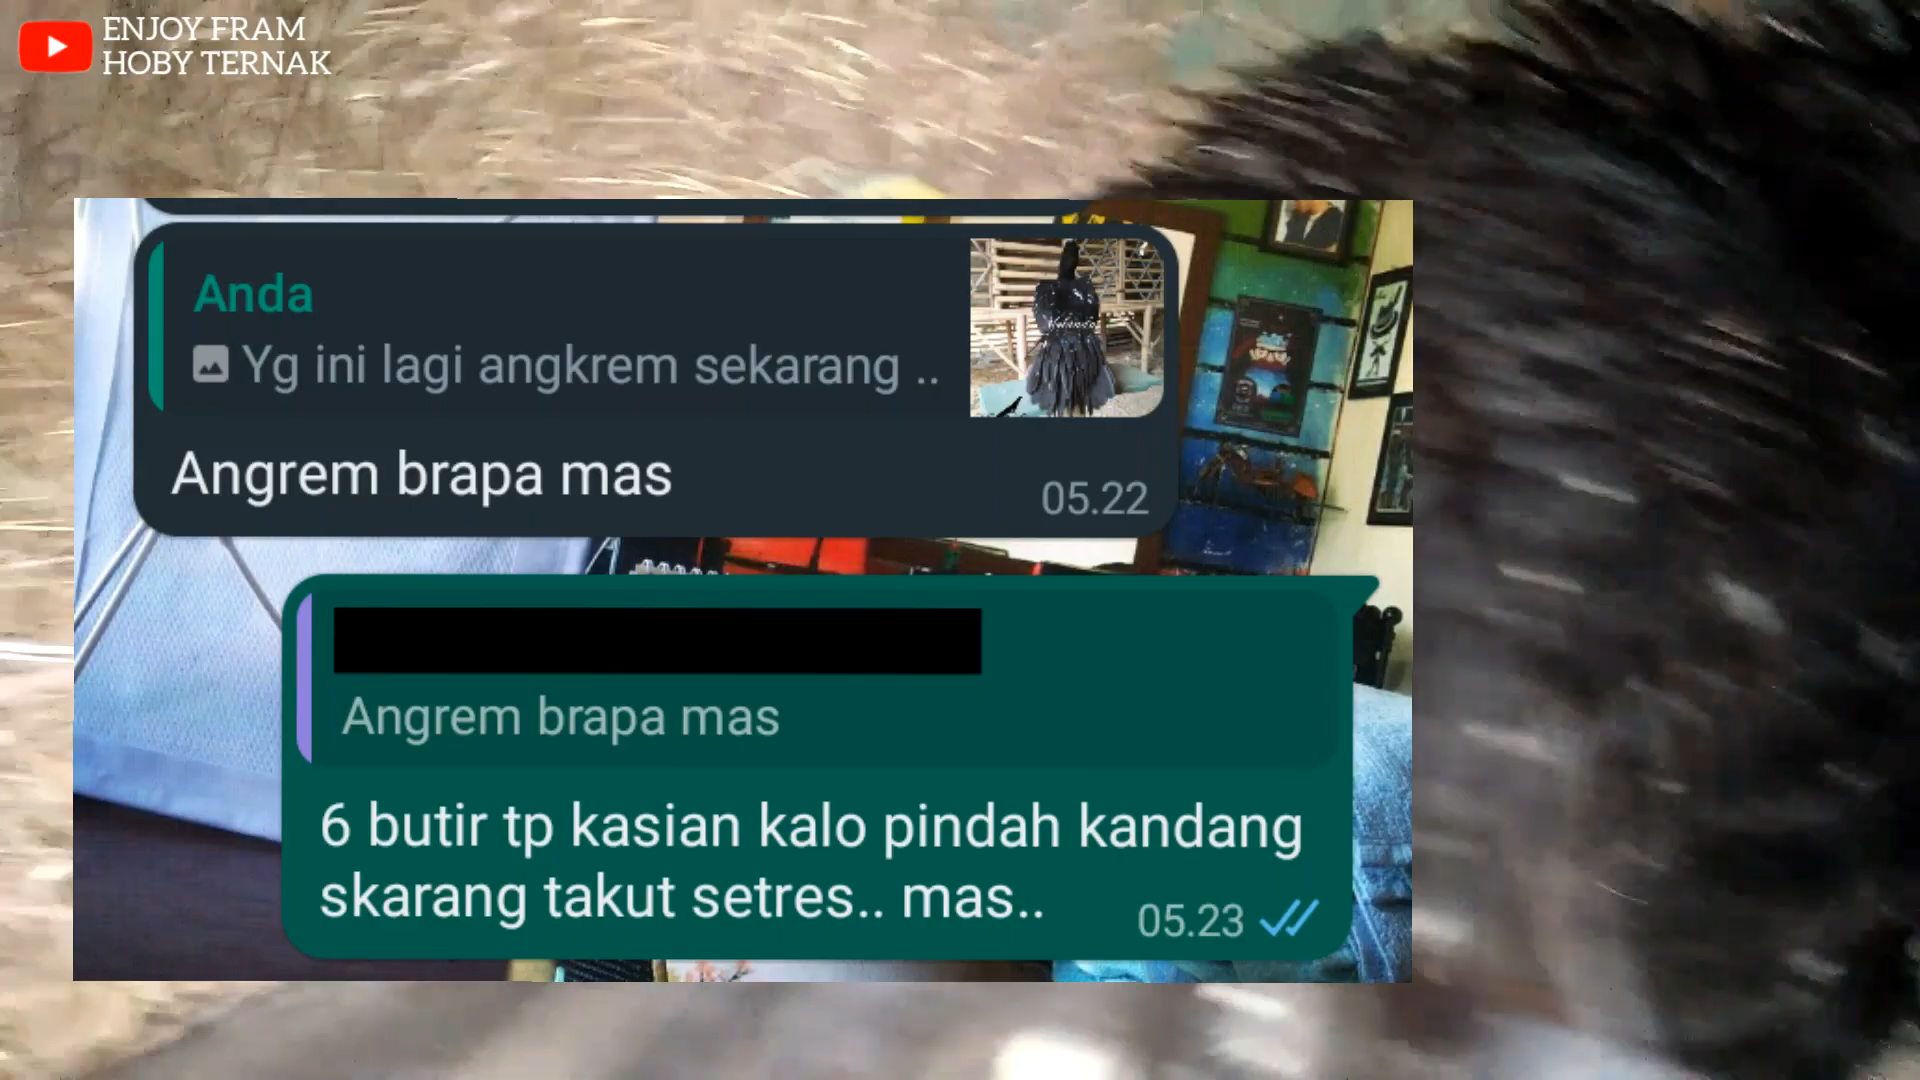 ENJOY FRAM
HOBY TERNAK
Anda
Yg ini lagi angkrem sekarang ..
Angrem brapa mas
05.22
Angrem brapa mas
6 butir tp kasian kalo pindah kandang
skarang takut setres.. mas..
05.23